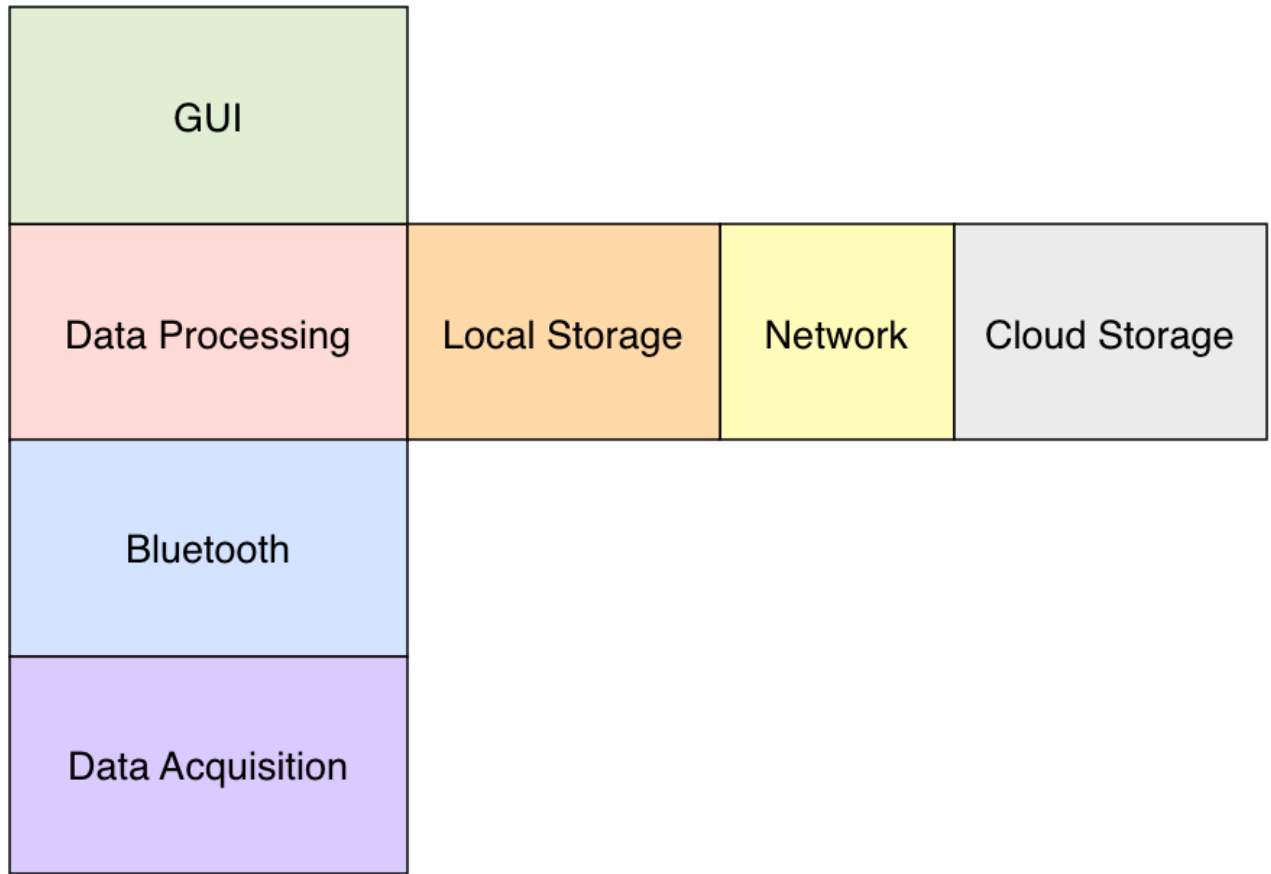 GUI
Data Processing
Local Storage
Network
Cloud Storage
Bluetooth
Data Acquisition